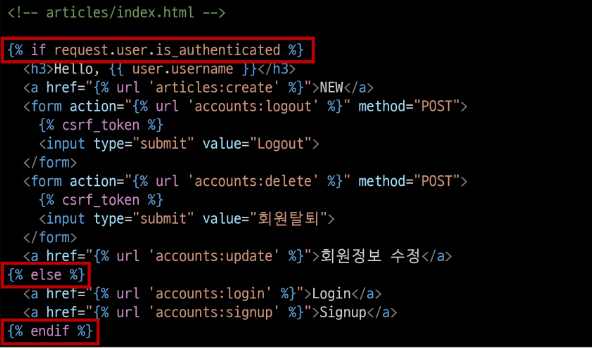 <!-- articles/index.html -->
{% if request.user.is_authenticated %}
<h3>Hello, {{ user.username }}</h3>
<a href="{% url 'articles:create' %}">NEW</a>
<form action="{% url 'accounts:logout' %}" method="POST">
{% csrf_token %}
<input type="submit" value="Logout">
</form>
<form action="{% url 'accounts:delete' %}" method="POST">
{% csrf_token %}
<input type="submit" value="회원탈퇴">
</form>
<a href="{% url 'accounts:update' %}">회원정보 수정</a>
{% else %}
<a href="{% url 'accounts:login' %}">Login</a>
<a href="{% url 'accounts:signup' %}">Signup</a>
{% endif %}